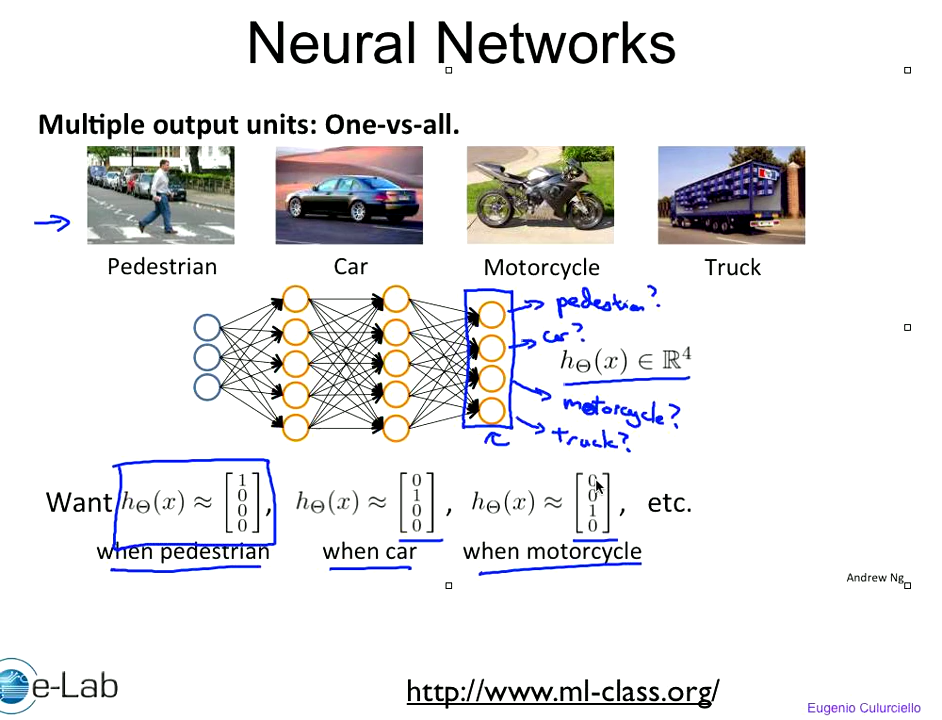 Neural Networks
Multiple output units: One-vs-all.
Pedestrian Car Motorcycle Truck
pedestrian?
car?
hΘ(x) ∈ ℝ⁴
motorcycle?
truck?
Want hΘ(x) ≈ [1 0 0 0], hΘ(x) ≈ [0 1 0 0], hΘ(x) ≈ [0 0 1 0], etc.
when pedestrian when car when motorcycle
Andrew Ng
e-Lab
http://www.ml-class.org/
Eugenio Culurciello